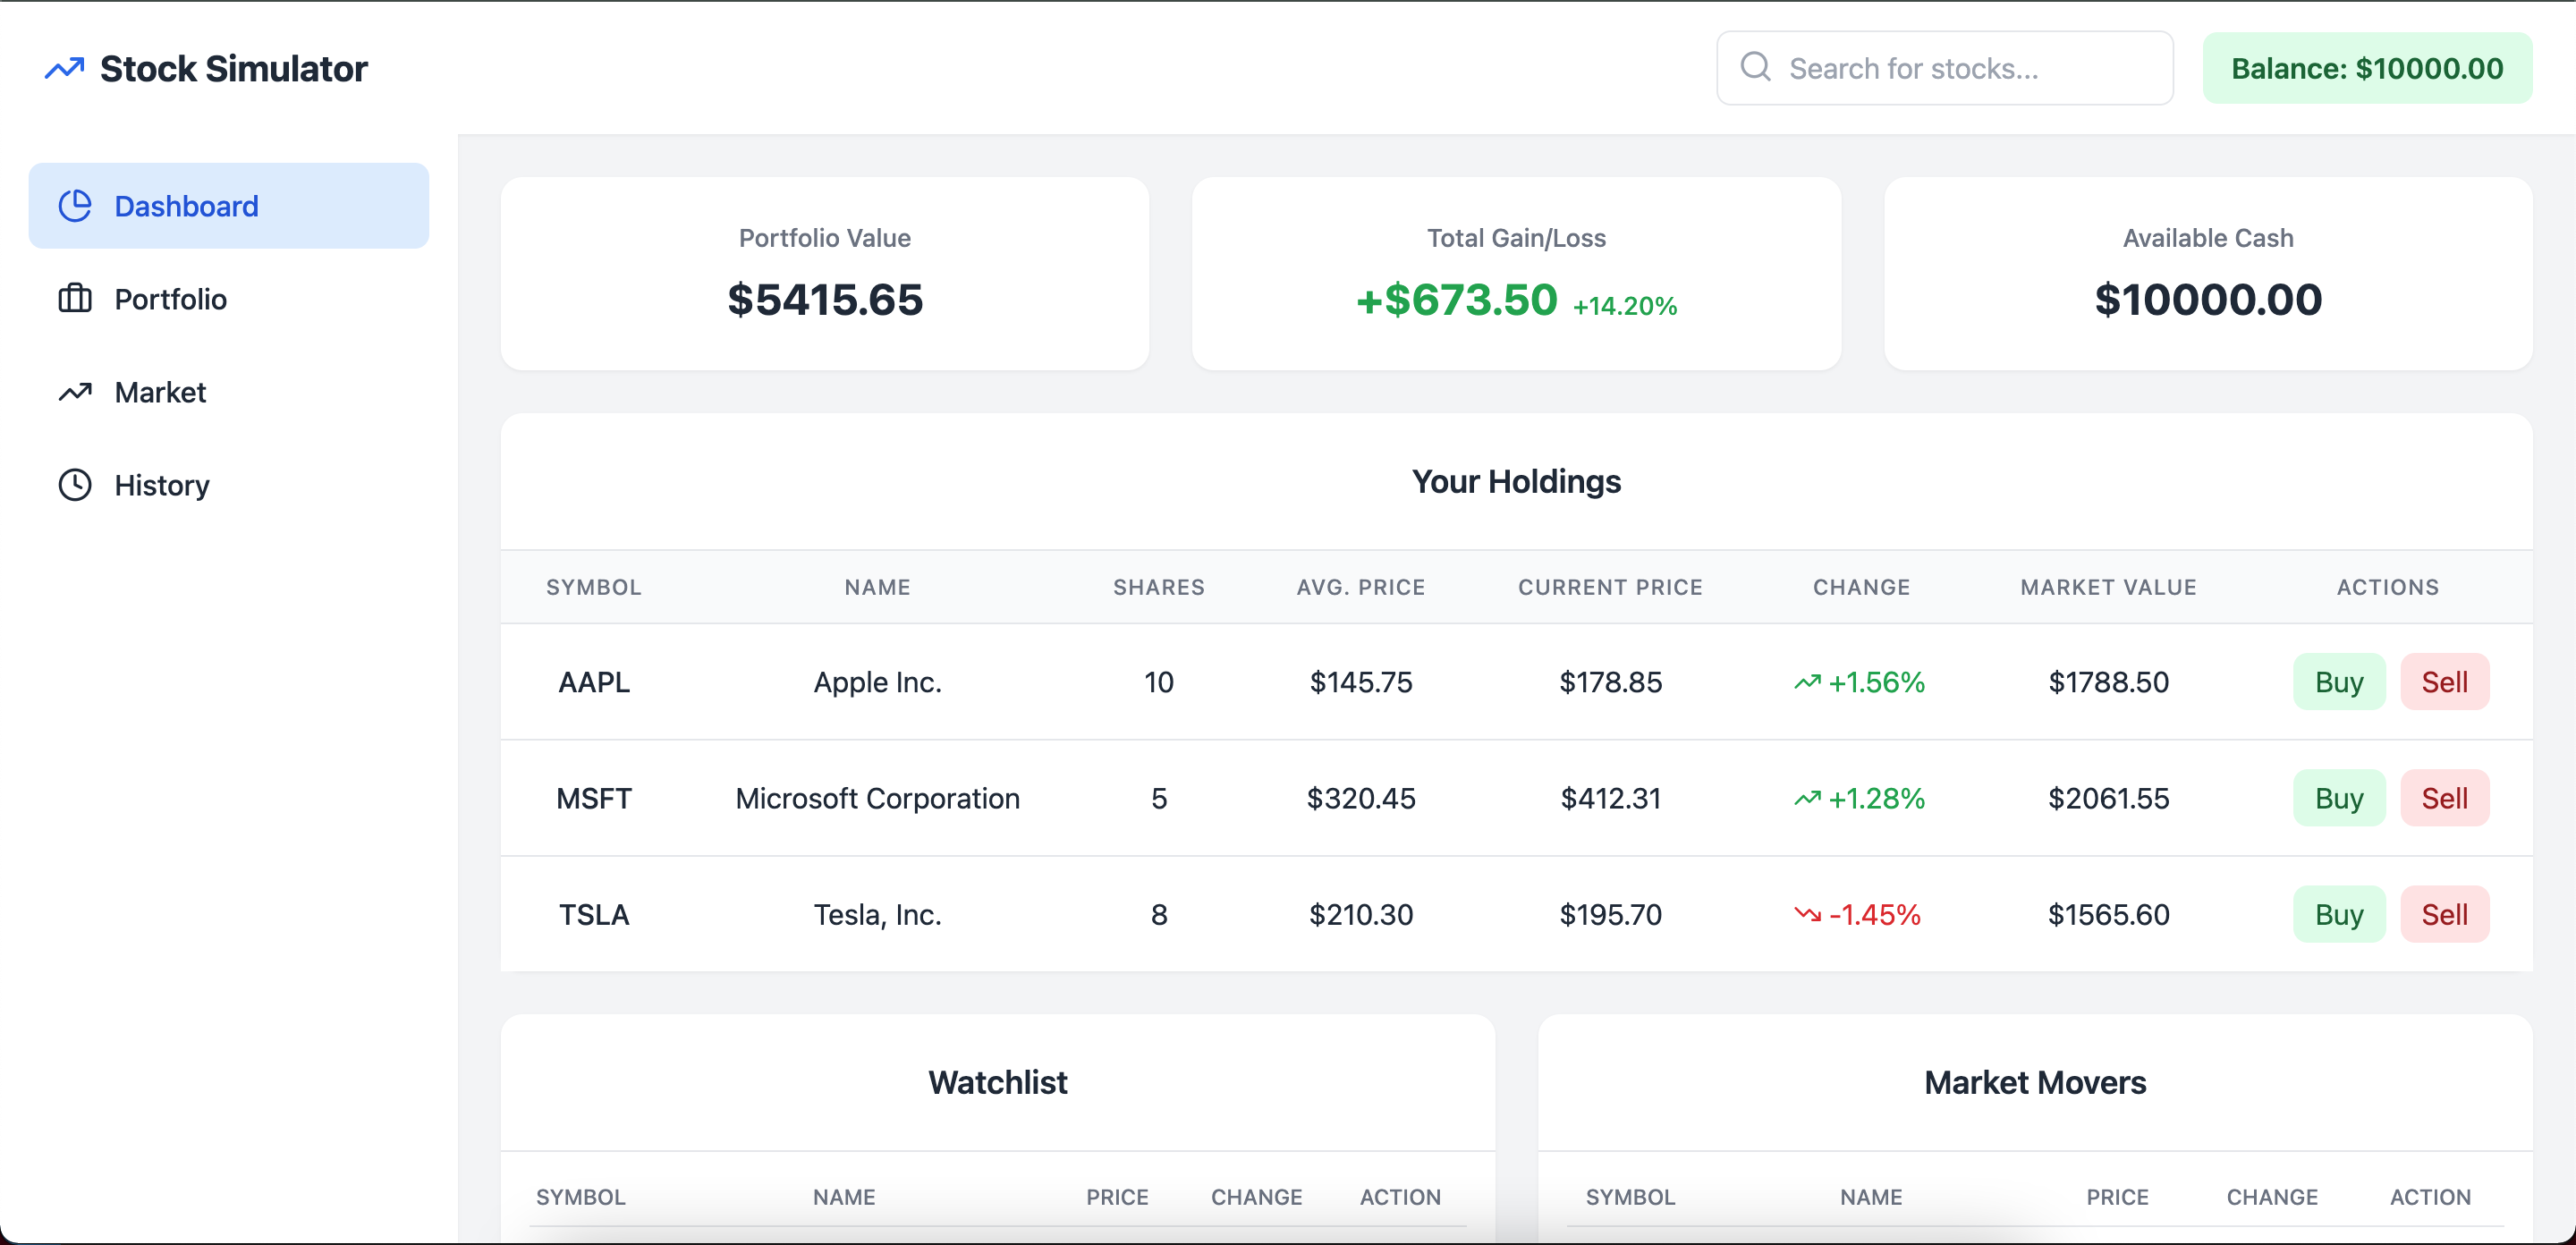 Stock Simulator
Search for stocks...
Balance: $10000.00
Dashboard
Portfolio
Market
History
Portfolio Value
$5415.65
Total Gain/Loss
+$673.50 +14.20%
Available Cash
$10000.00
Your Holdings
SYMBOL NAME SHARES AVG. PRICE CURRENT PRICE CHANGE MARKET VALUE ACTIONS
AAPL Apple Inc. 10 $145.75 $178.85 +1.56% $1788.50 Buy Sell
MSFT Microsoft Corporation 5 $320.45 $412.31 +1.28% $2061.55 Buy Sell
TSLA Tesla, Inc. 8 $210.30 $195.70 -1.45% $1565.60 Buy Sell
Watchlist
SYMBOL NAME PRICE CHANGE ACTION
Market Movers
SYMBOL NAME PRICE CHANGE ACTION